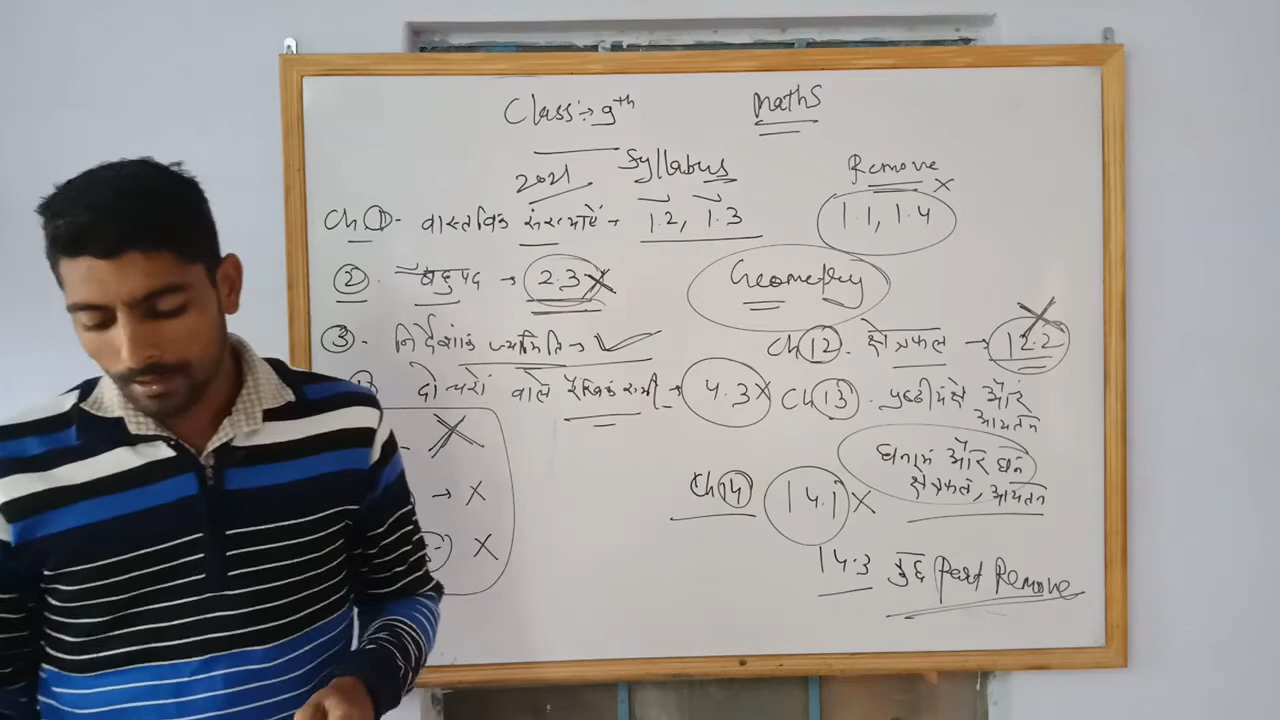 Class:→ 9th Maths
2021 Syllabus
Remove
Ch ①- वास्तविक संख्याऐं - 1.2, 1.3
1.1, 1.4 X
②. बहुपद → 2.3 X
Geometry
③- निर्देशांक ज्यामिति → ✓
Ch 12. क्षेत्रफल → 12.2 X
दो चरों वाले रैखिक समी → 4.3 X
Ch 13. और
आयतन
X
घनाभ और घन
क्षेत्रफल, आयतन
→ X
Ch 14 14.1 X
X
14.3 कुछ Part Remove